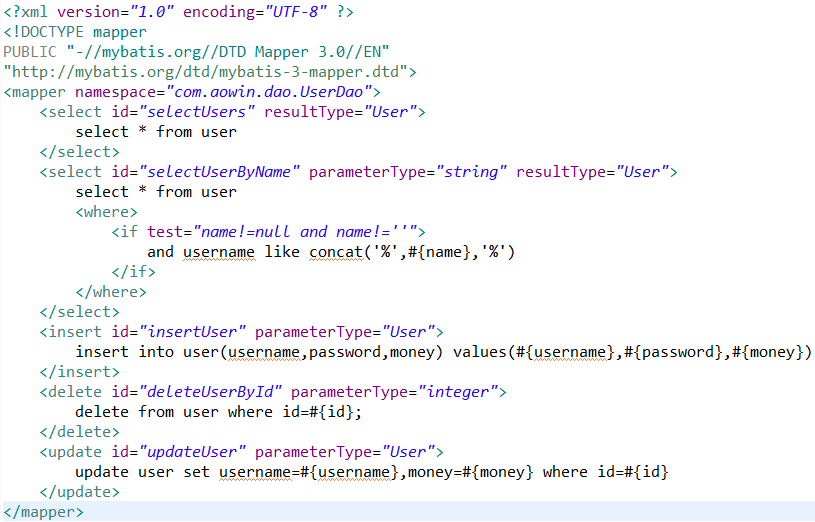 <?xml version="1.0" encoding="UTF-8" ?>
<!DOCTYPE mapper
PUBLIC "-//mybatis.org//DTD Mapper 3.0//EN"
"http://mybatis.org/dtd/mybatis-3-mapper.dtd">
<mapper namespace="com.aowin.dao.UserDao">
    <select id="selectUsers" resultType="User">
        select * from user
    </select>
    <select id="selectUserByName" parameterType="string" resultType="User">
        select * from user
        <where>
            <if test="name!=null and name!=''">
                and username like concat('%',#{name},'%')
            </if>
        </where>
    </select>
    <insert id="insertUser" parameterType="User">
        insert into user(username,password,money) values(#{username},#{password},#{money})
    </insert>
    <delete id="deleteUserById" parameterType="integer">
        delete from user where id=#{id};
    </delete>
    <update id="updateUser" parameterType="User">
        update user set username=#{username},money=#{money} where id=#{id}
    </update>
</mapper>